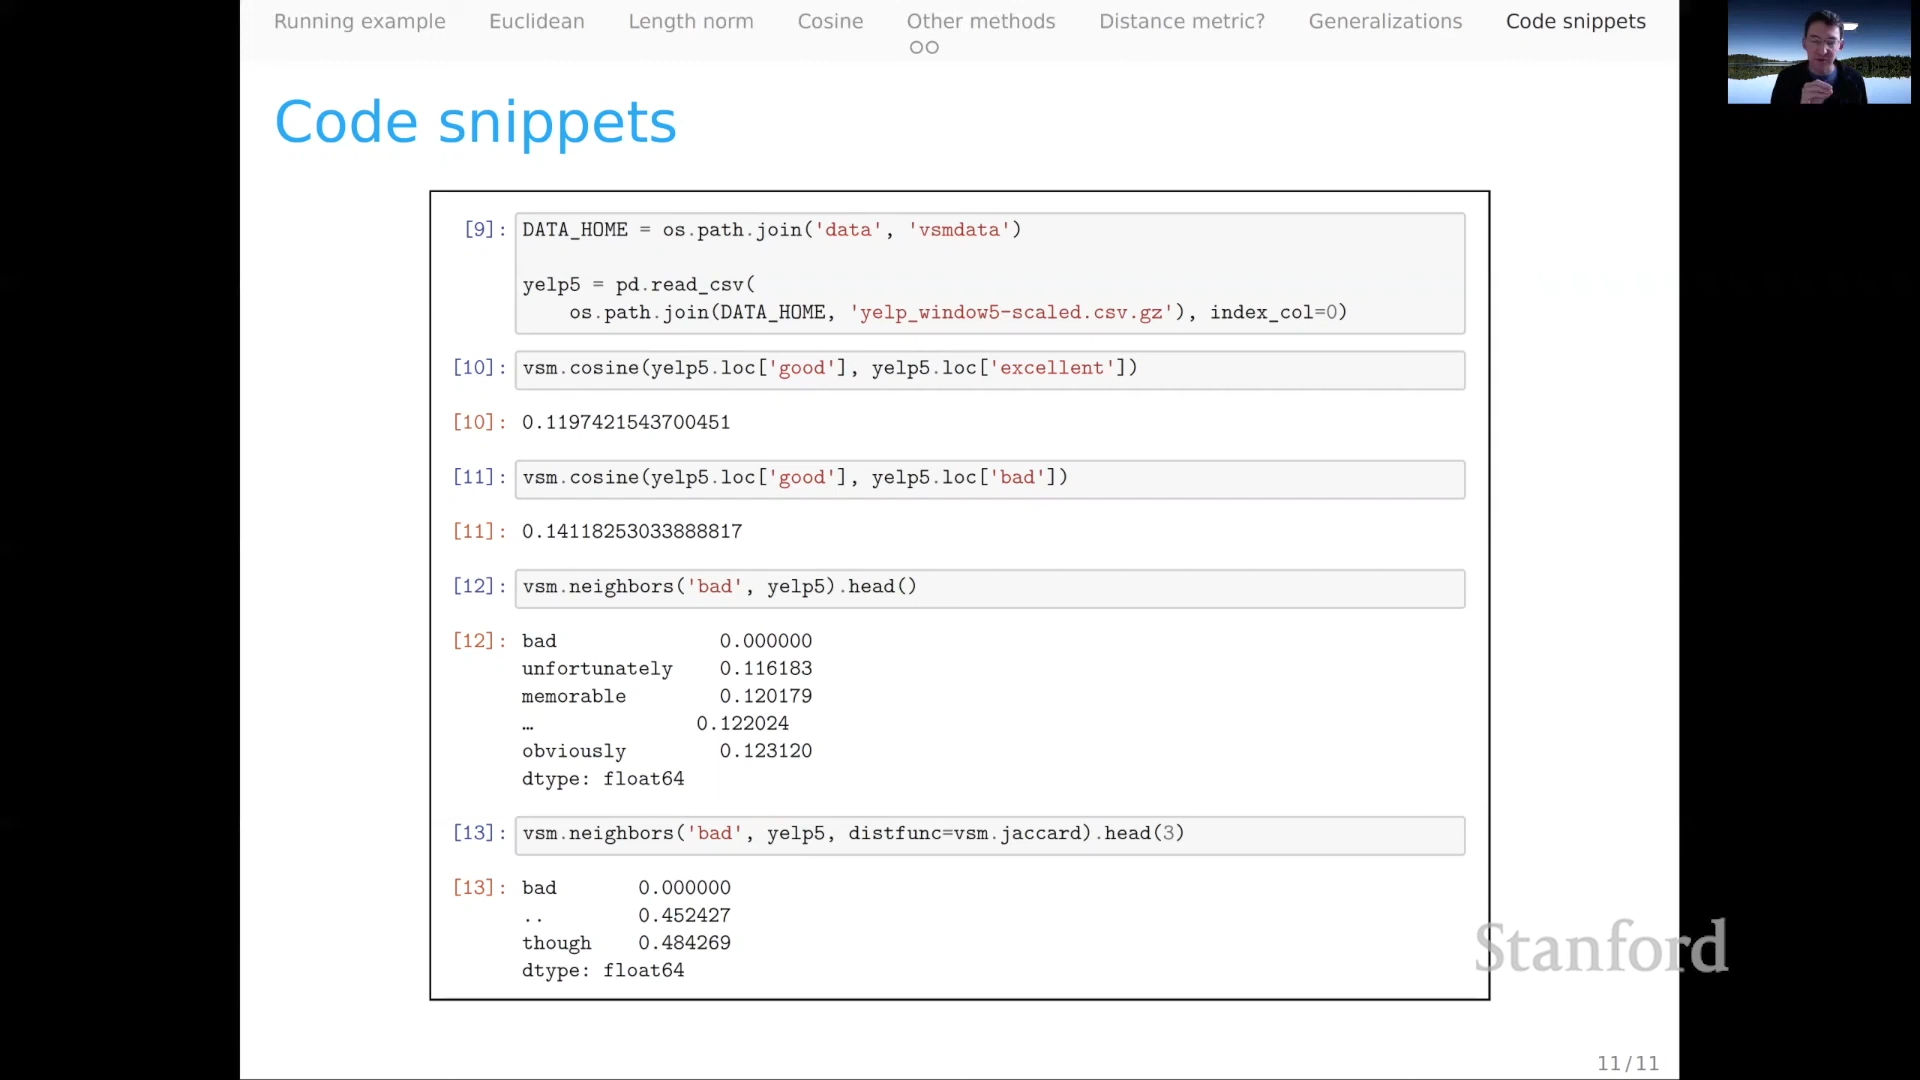 Running example Euclidean Length norm Cosine Other methods Distance metric? Generalizations Code snippets
Code snippets
[9]: DATA_HOME = os.path.join('data', 'vsmdata')
yelp5 = pd.read_csv(
os.path.join(DATA_HOME, 'yelp_window5-scaled.csv.gz'), index_col=0)
[10]: vsm.cosine(yelp5.loc['good'], yelp5.loc['excellent'])
[10]: 0.1197421543700451
[11]: vsm.cosine(yelp5.loc['good'], yelp5.loc['bad'])
[11]: 0.14118253033888817
[12]: vsm.neighbors('bad', yelp5).head()
[12]: bad 0.000000
unfortunately 0.116183
memorable 0.120179
… 0.122024
obviously 0.123120
dtype: float64
[13]: vsm.neighbors('bad', yelp5, distfunc=vsm.jaccard).head(3)
[13]: bad 0.000000
.. 0.452427
though 0.484269
dtype: float64
Stanford
11/11